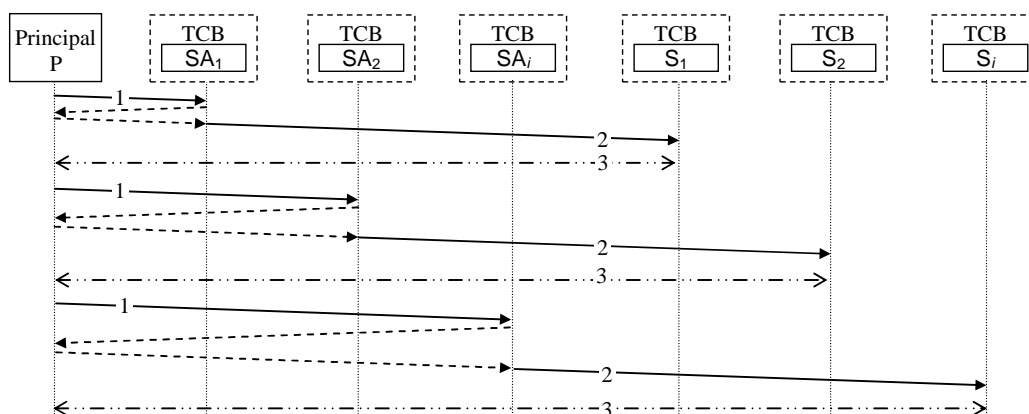 Principal
P
TCB
SA₁
TCB
SA₂
TCB
SAᵢ
TCB
S₁
TCB
S₂
TCB
Sᵢ
1
2
3
1
2
3
1
2
3